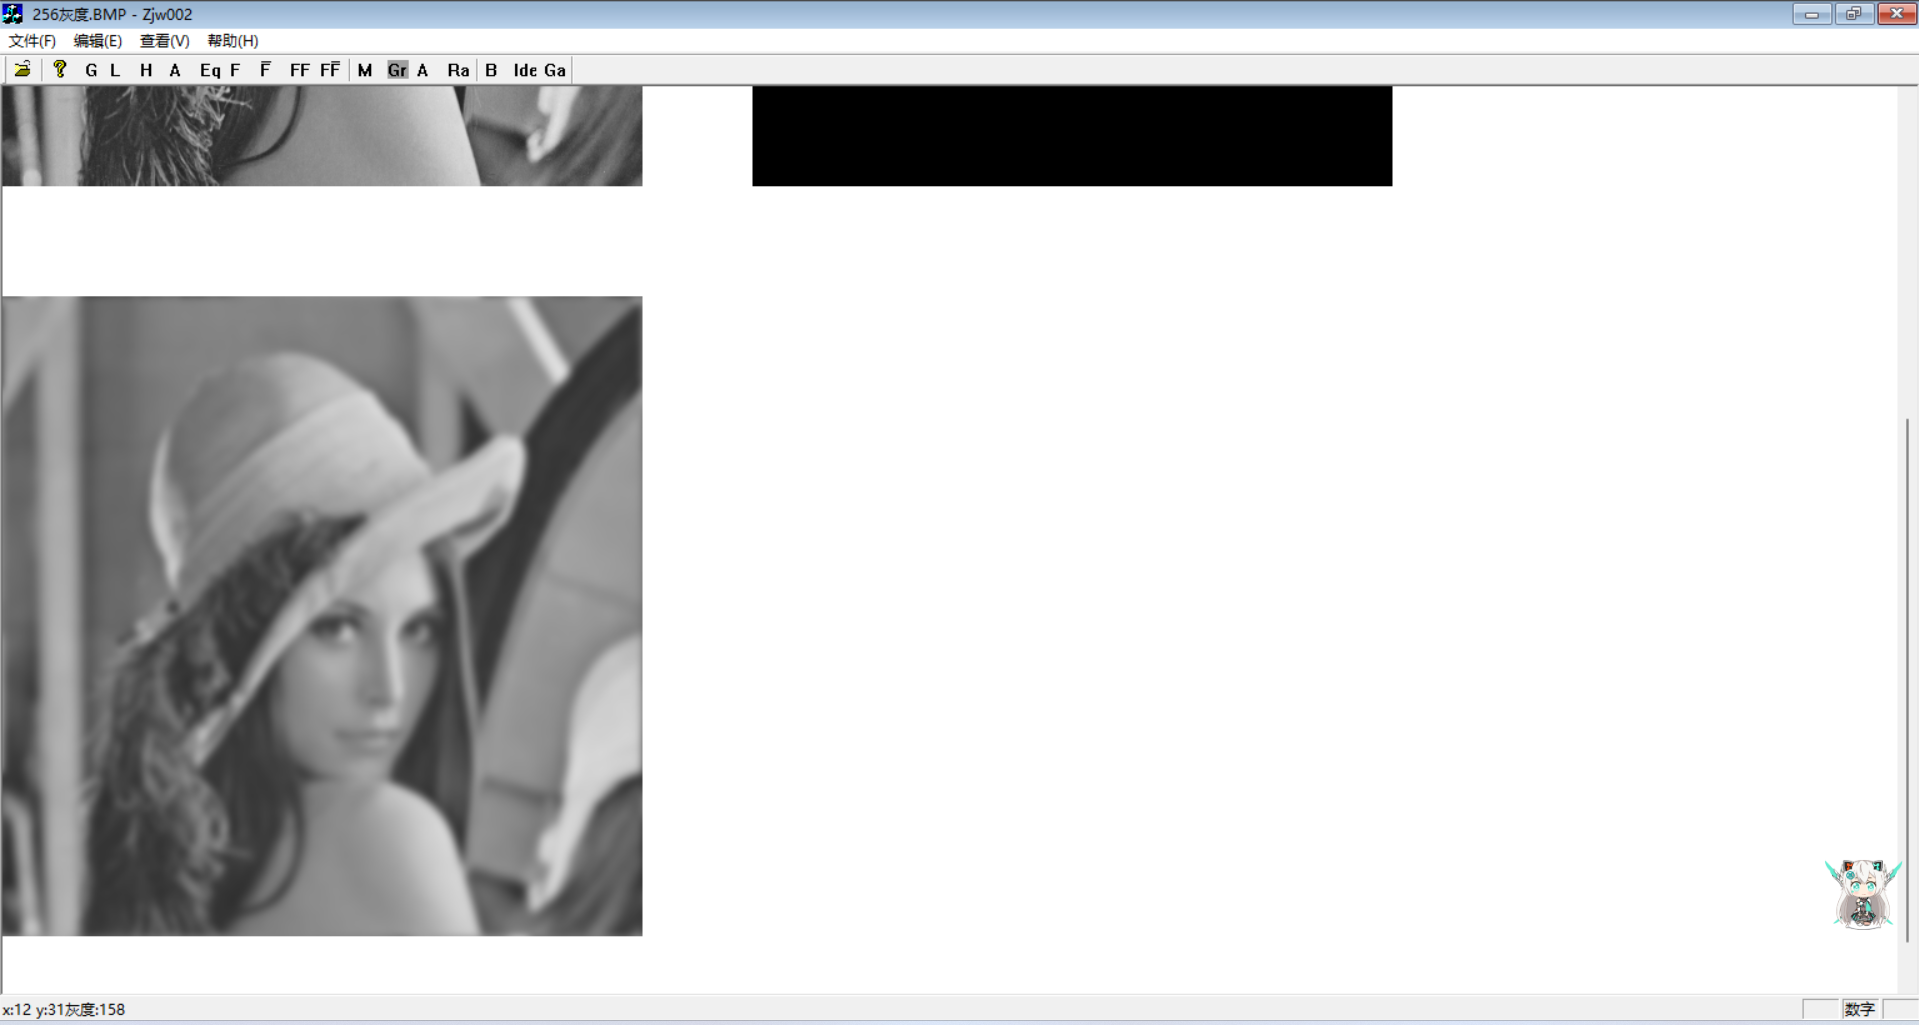 256灰度.BMP - Zjw002
文件(F) 编辑(E) 查看(V) 帮助(H)
G L H A Eq F F̅ FF FF̅ M Gr A Ra B Ide Ga
x:12 y:31灰度:158
数字